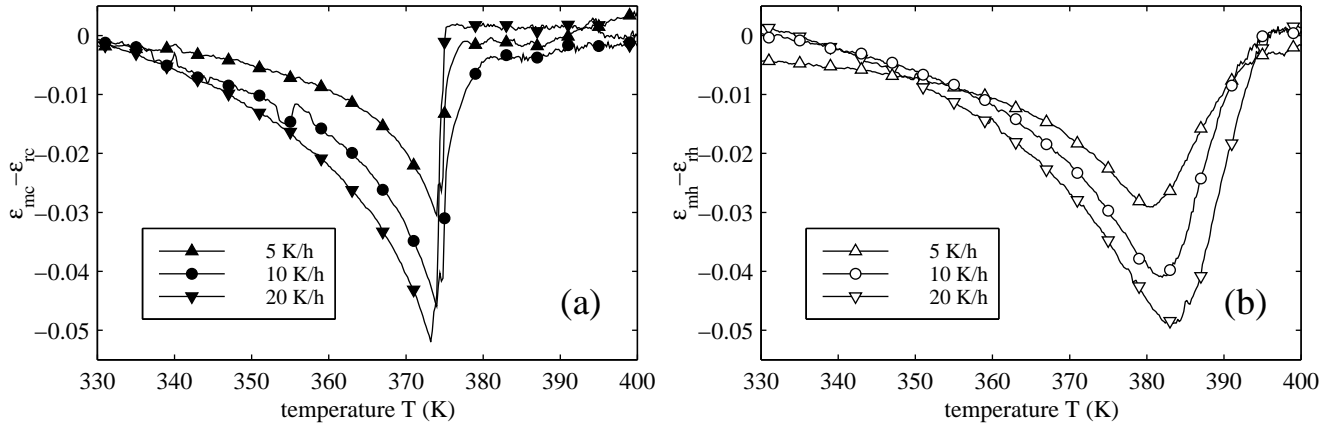 0
−0.01
−0.02
−0.03
−0.04
−0.05
ε_mc−ε_rc
5 K/h
10 K/h
20 K/h
(a)
330 340 350 360 370 380 390 400
temperature T (K)
0
−0.01
−0.02
−0.03
−0.04
−0.05
ε_mh−ε_rh
5 K/h
10 K/h
20 K/h
(b)
330 340 350 360 370 380 390 400
temperature T (K)